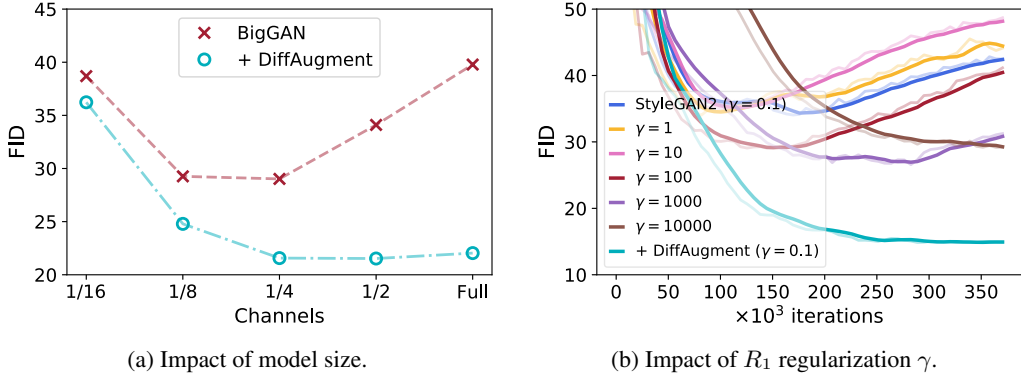 45
40
35
30
25
20
FID
1/16 1/8 1/4 1/2 Full
Channels
BigGAN
+ DiffAugment
(a) Impact of model size.
50
40
30
20
10
FID
0 50 100 150 200 250 300 350
×10³ iterations
StyleGAN2 (γ = 0.1)
γ = 1
γ = 10
γ = 100
γ = 1000
γ = 10000
+ DiffAugment (γ = 0.1)
(b) Impact of R₁ regularization γ.